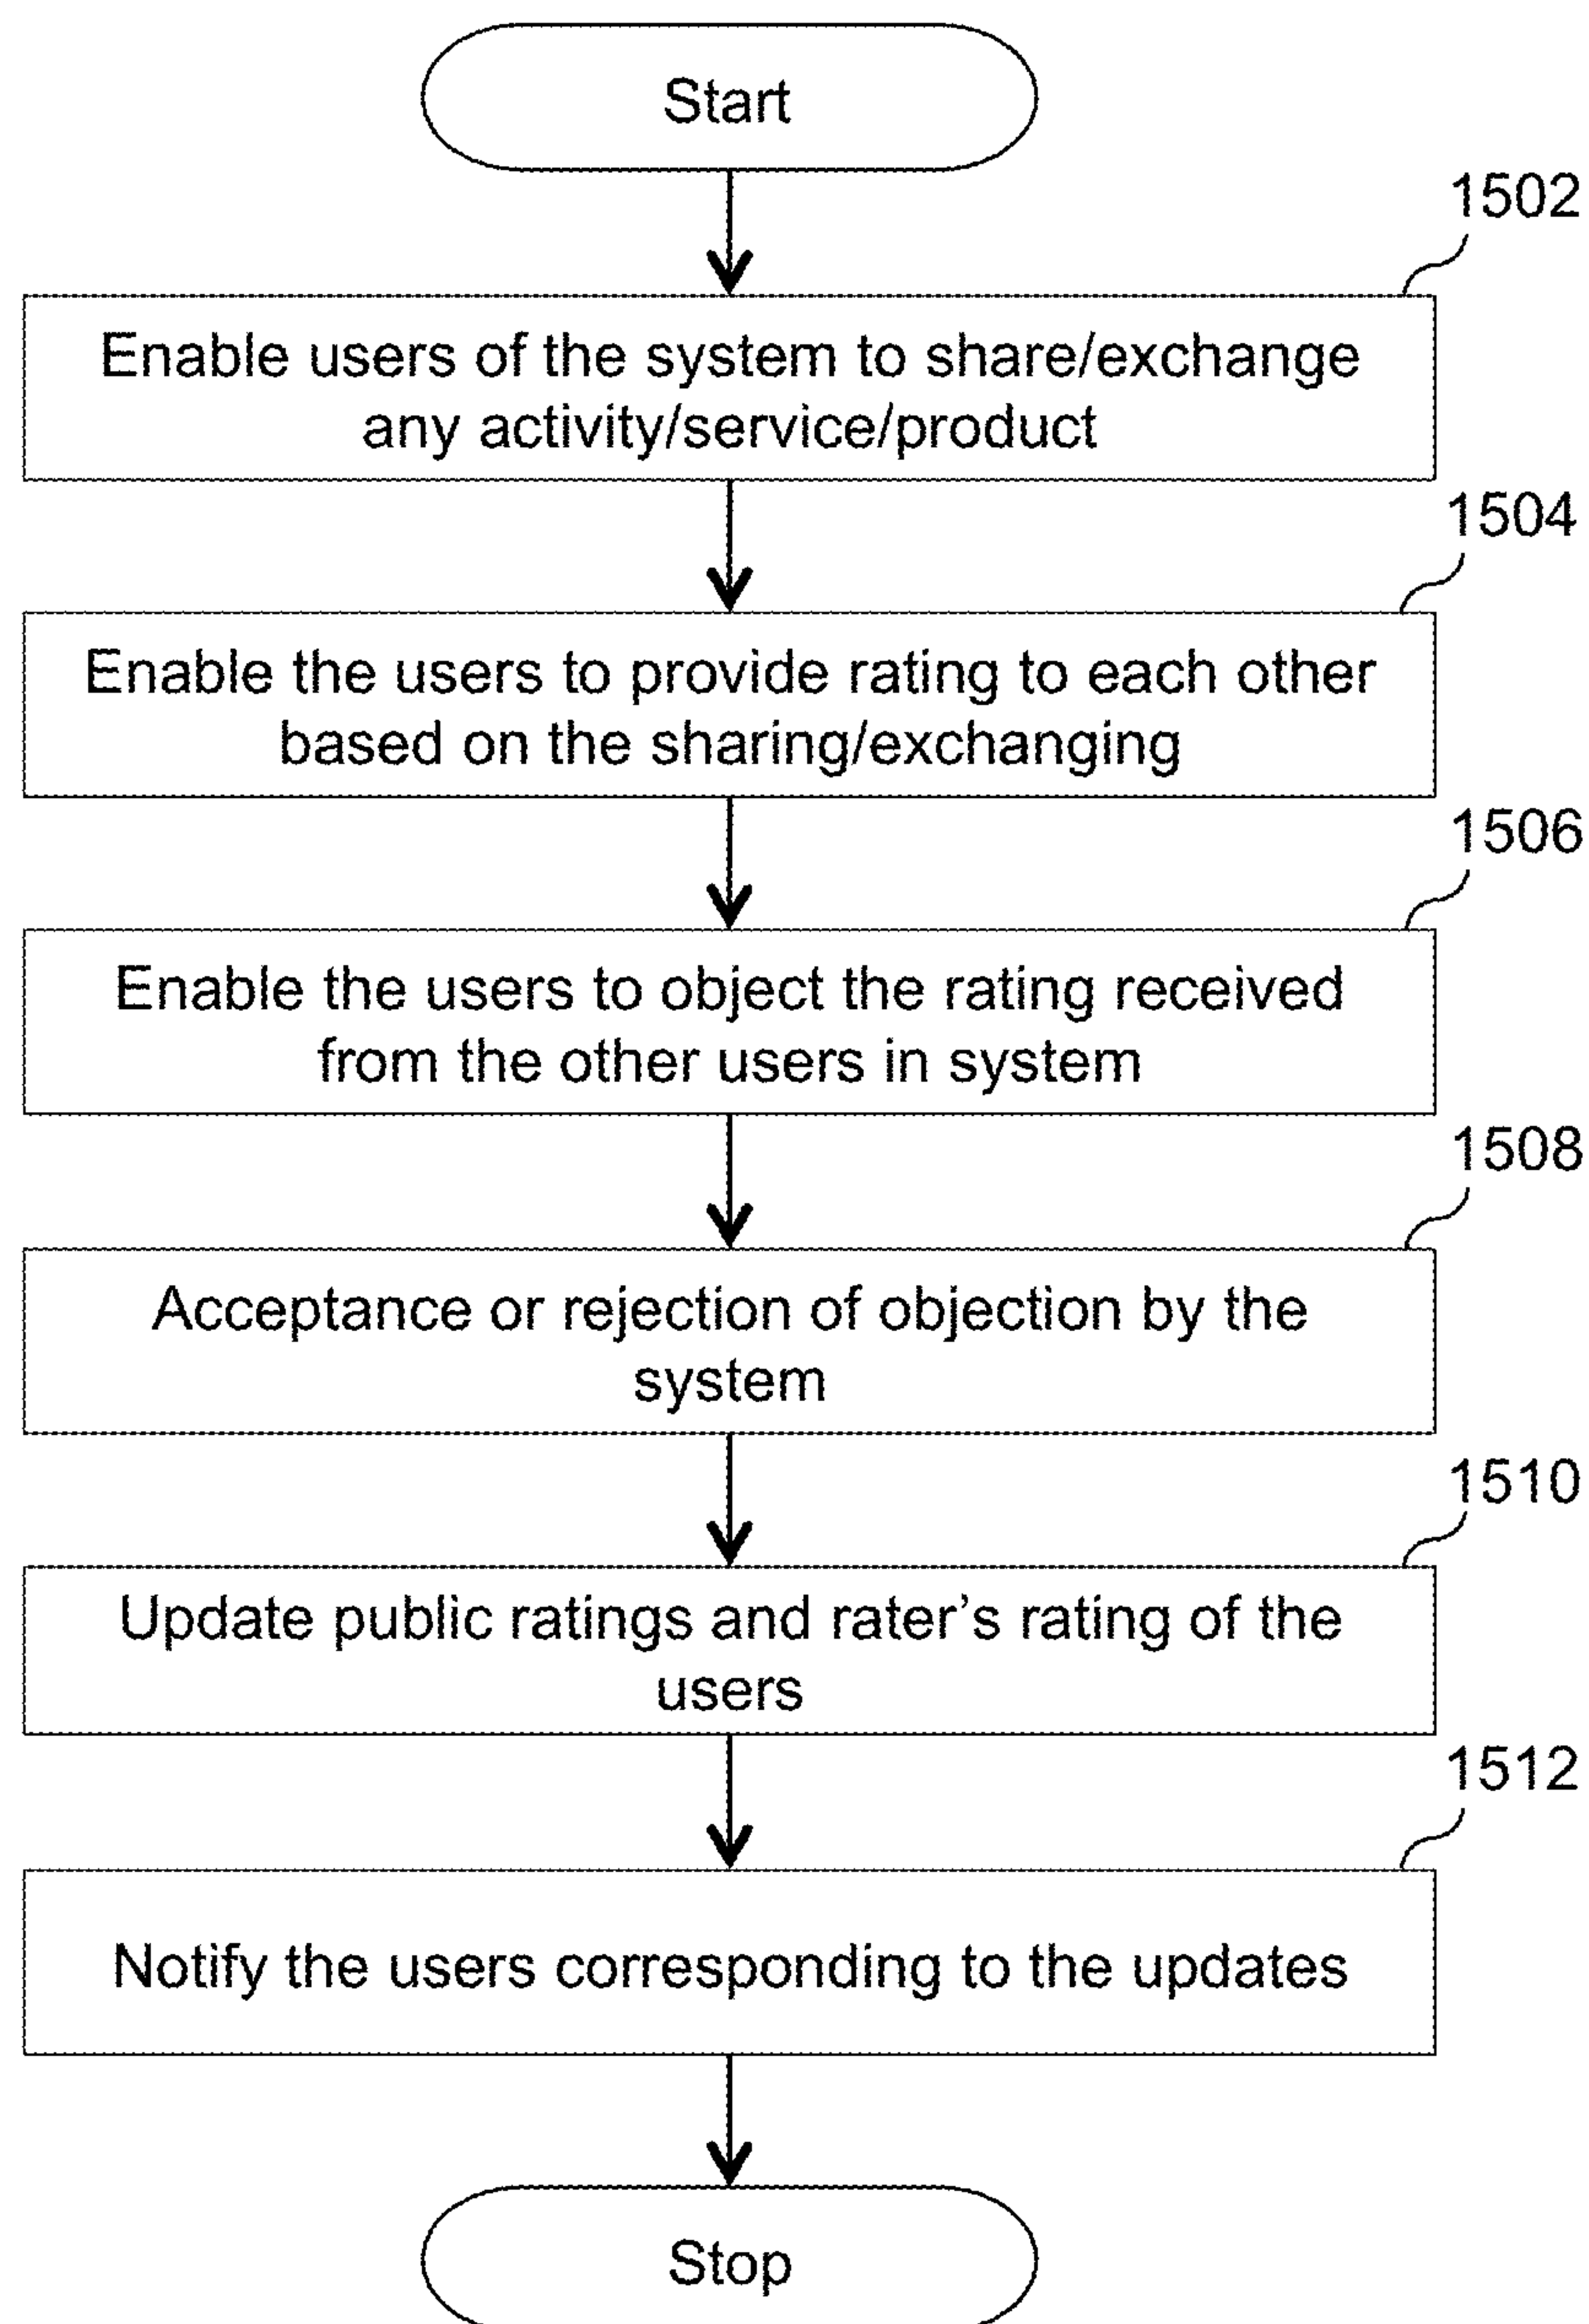 Start
1502
Enable users of the system to share/exchange
any activity/service/product
1504
Enable the users to provide rating to each other
based on the sharing/exchanging
1506
Enable the users to object the rating received
from the other users in system
1508
Acceptance or rejection of objection by the
system
1510
Update public ratings and rater’s rating of the
users
1512
Notify the users corresponding to the updates
Stop